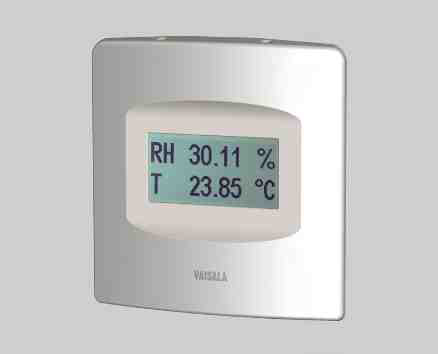 RH 30.11 %
T 23.85 °C
VAISALA